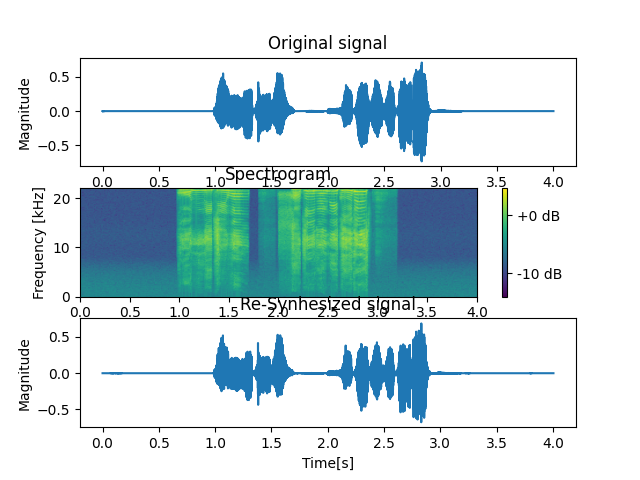 Original signal
Magnitude
0.5
0.0
−0.5
0.0 0.5 1.0 1.5 2.0 2.5 3.0 3.5 4.0
Spectrogram
Frequency [kHz]
20
10
0
0.0 0.5 1.0 1.5 2.0 2.5 3.0 3.5 4.0
+0 dB
-10 dB
Re-Synhesized signal
Magnitude
0.5
0.0
−0.5
0.0 0.5 1.0 1.5 2.0 2.5 3.0 3.5 4.0
Time[s]